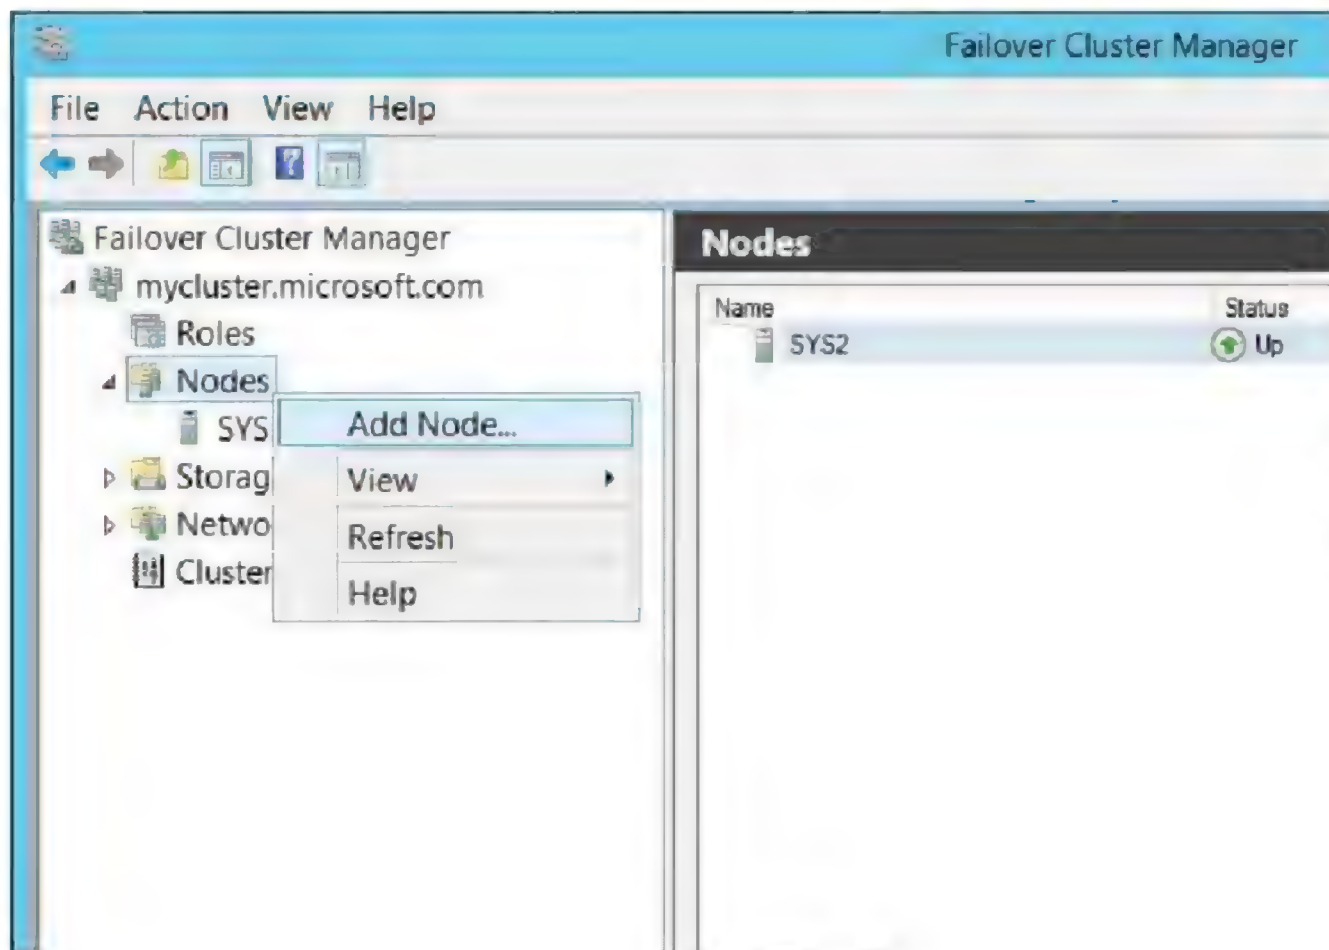 Failover Cluster Manager
File Action View Help
Failover Cluster Manager
mycluster.microsoft.com
Roles
Nodes
SYS
Storag
Netwo
Cluster
Add Node...
View
Refresh
Help
Nodes
Name Status
SYS2 Up